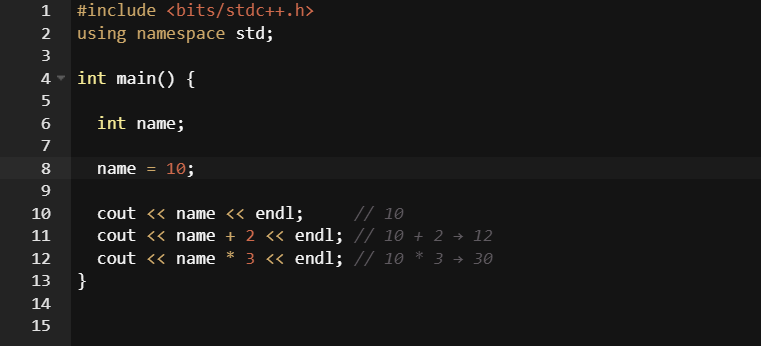 1 #include <bits/stdc++.h>
2 using namespace std;
3
4 int main() {
5
6   int name;
7
8   name = 10;
9
10   cout << name << endl;     // 10
11   cout << name + 2 << endl; // 10 + 2 → 12
12   cout << name * 3 << endl; // 10 * 3 → 30
13 }
14
15